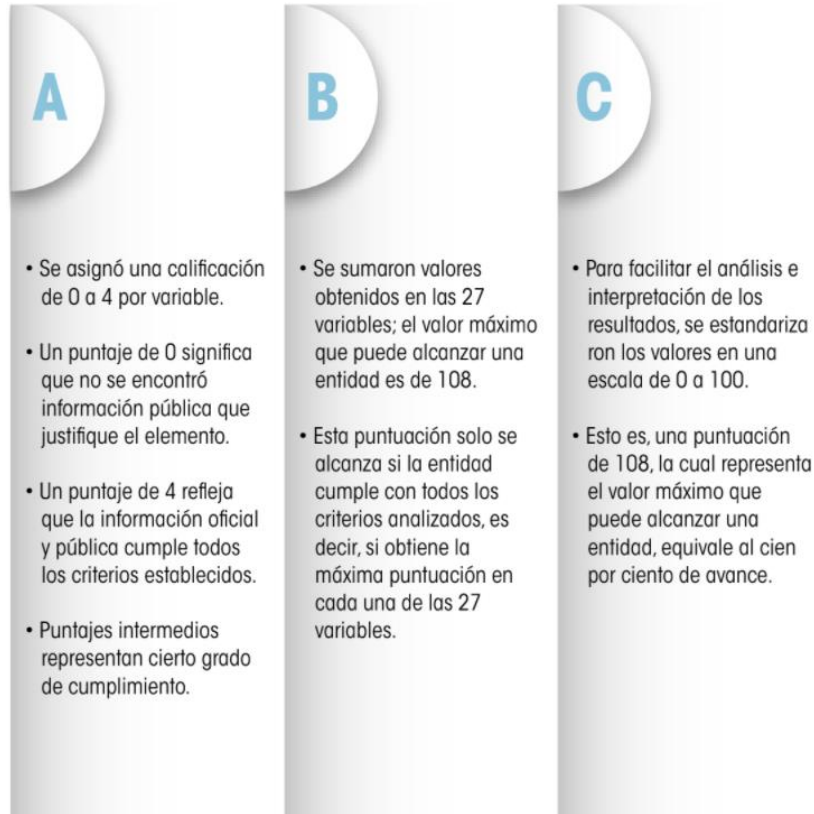 A
• Se asignó una calificación
de 0 a 4 por variable.
• Un puntaje de 0 significa
que no se encontró
información pública que
justifique el elemento.
• Un puntaje de 4 refleja
que la información oficial
y pública cumple todos
los criterios establecidos.
• Puntajes intermedios
representan cierto grado
de cumplimiento.
B
• Se sumaron valores
obtenidos en las 27
variables; el valor máximo
que puede alcanzar una
entidad es de 108.
• Esta puntuación solo se
alcanza si la entidad
cumple con todos los
criterios analizados, es
decir, si obtiene la
máxima puntuación en
cada una de las 27
variables.
C
• Para facilitar el análisis e
interpretación de los
resultados, se estandariza
ron los valores en una
escala de 0 a 100.
• Esto es, una puntuación
de 108, la cual representa
el valor máximo que
puede alcanzar una
entidad, equivale al cien
por ciento de avance.